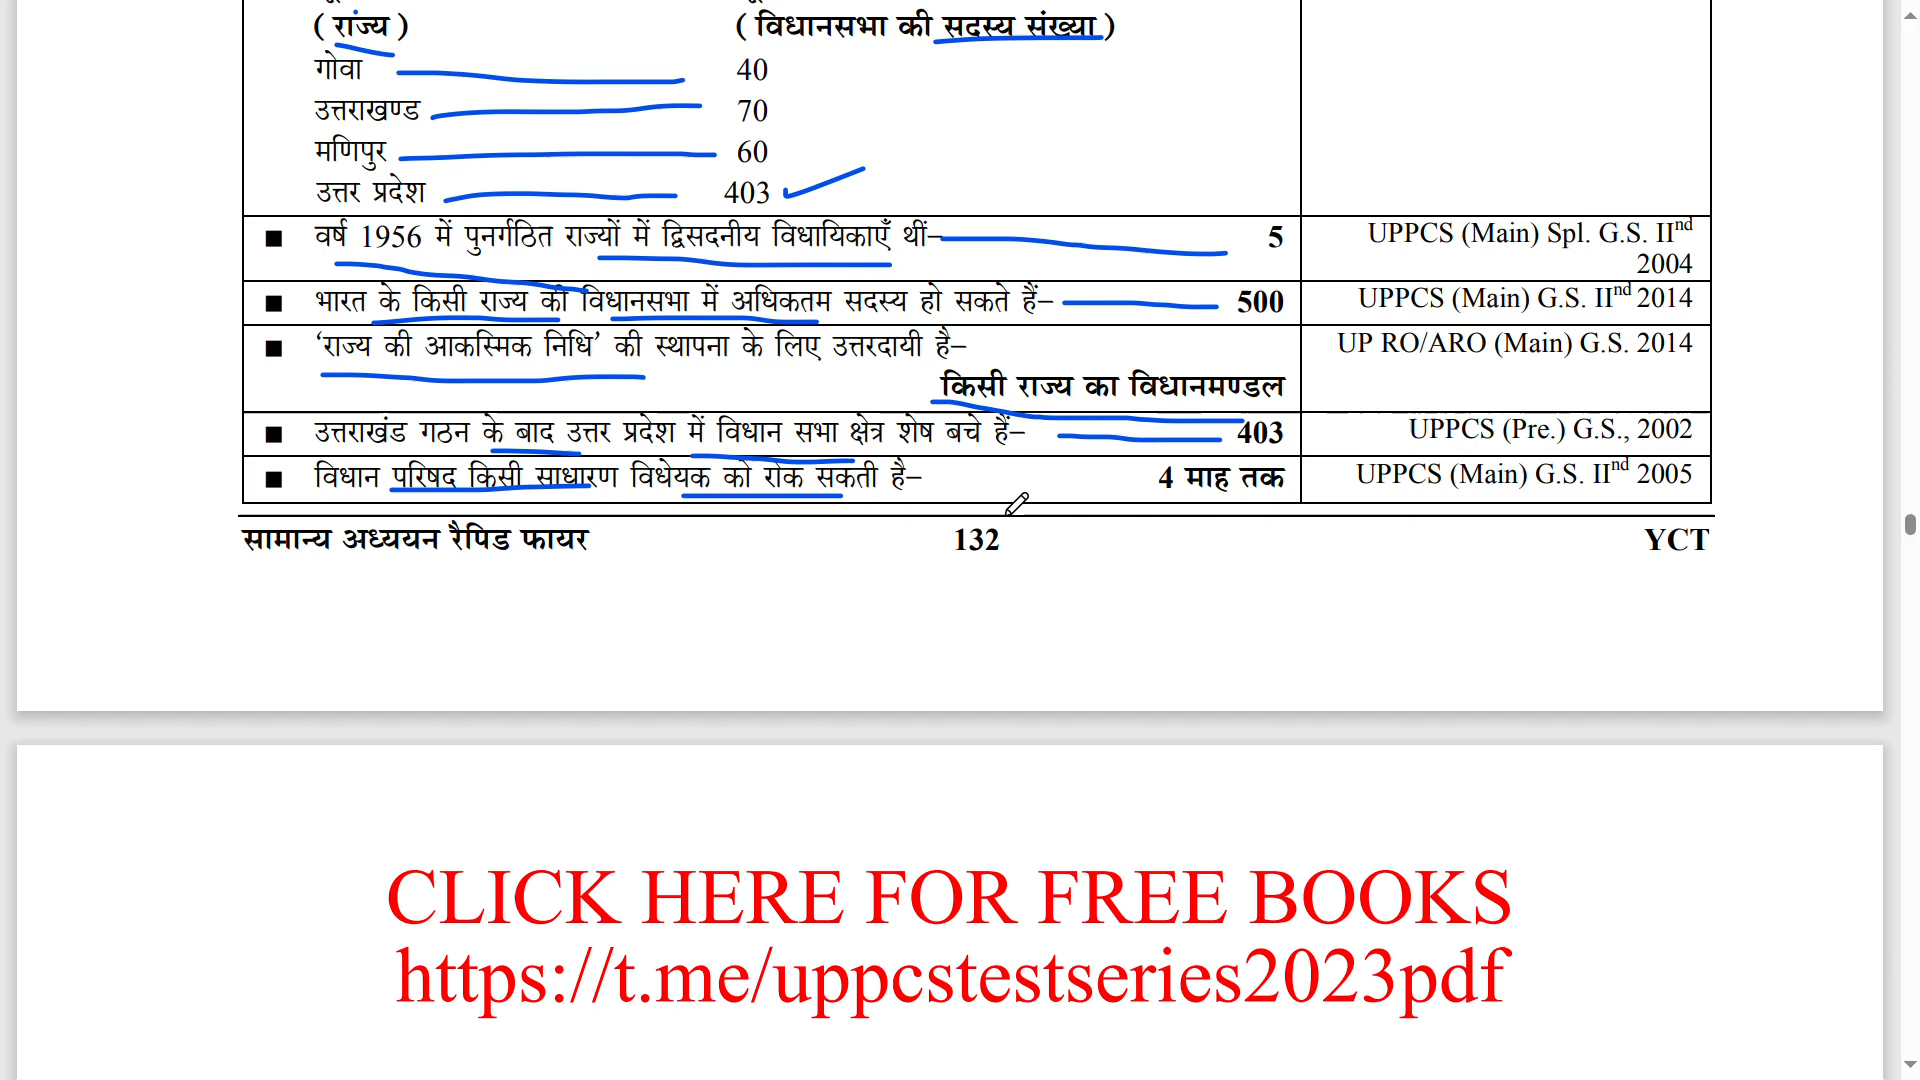 ( राज्य ) ( विधानसभा की सदस्य संख्या )
गोवा 40
उत्तराखण्ड 70
मणिपुर 60
उत्तर प्रदेश 403
■ वर्ष 1956 में पुनर्गठित राज्यों में द्विसदनीय विधायिकाएँ थीं– 5 UPPCS (Main) Spl. G.S. IInd
2004
■ भारत के किसी राज्य की विधानसभा में अधिकतम सदस्य हो सकते हैं– 500 UPPCS (Main) G.S. IInd 2014
■ ‘राज्य की आकस्मिक निधि’ की स्थापना के लिए उत्तरदायी है– UP RO/ARO (Main) G.S. 2014
किसी राज्य का विधानमण्डल
■ उत्तराखंड गठन के बाद उत्तर प्रदेश में विधान सभा क्षेत्र शेष बचे हैं– 403 UPPCS (Pre.) G.S., 2002
■ विधान परिषद किसी साधारण विधेयक को रोक सकती है– 4 माह तक UPPCS (Main) G.S. IInd 2005
सामान्य अध्ययन रैपिड फायर 132 YCT
CLICK HERE FOR FREE BOOKS
https://t.me/uppcstestseries2023pdf